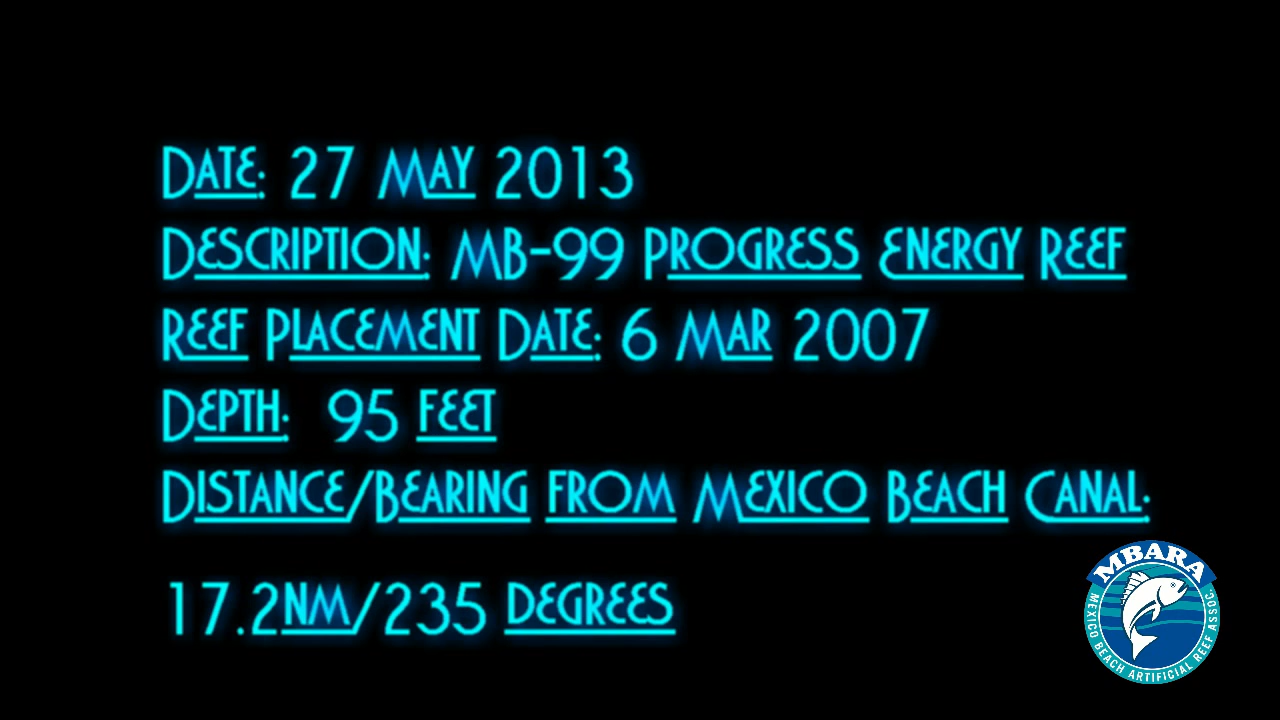 Date: 27 May 2013
Description: MB-99 Progress Energy Reef
Reef Placement Date: 6 Mar 2007
Depth: 95 feet
Distance/Bearing from Mexico Beach Canal:
17.2nm/235 degrees
MBARA
MEXICO BEACH ARTIFICIAL REEF ASSOC.